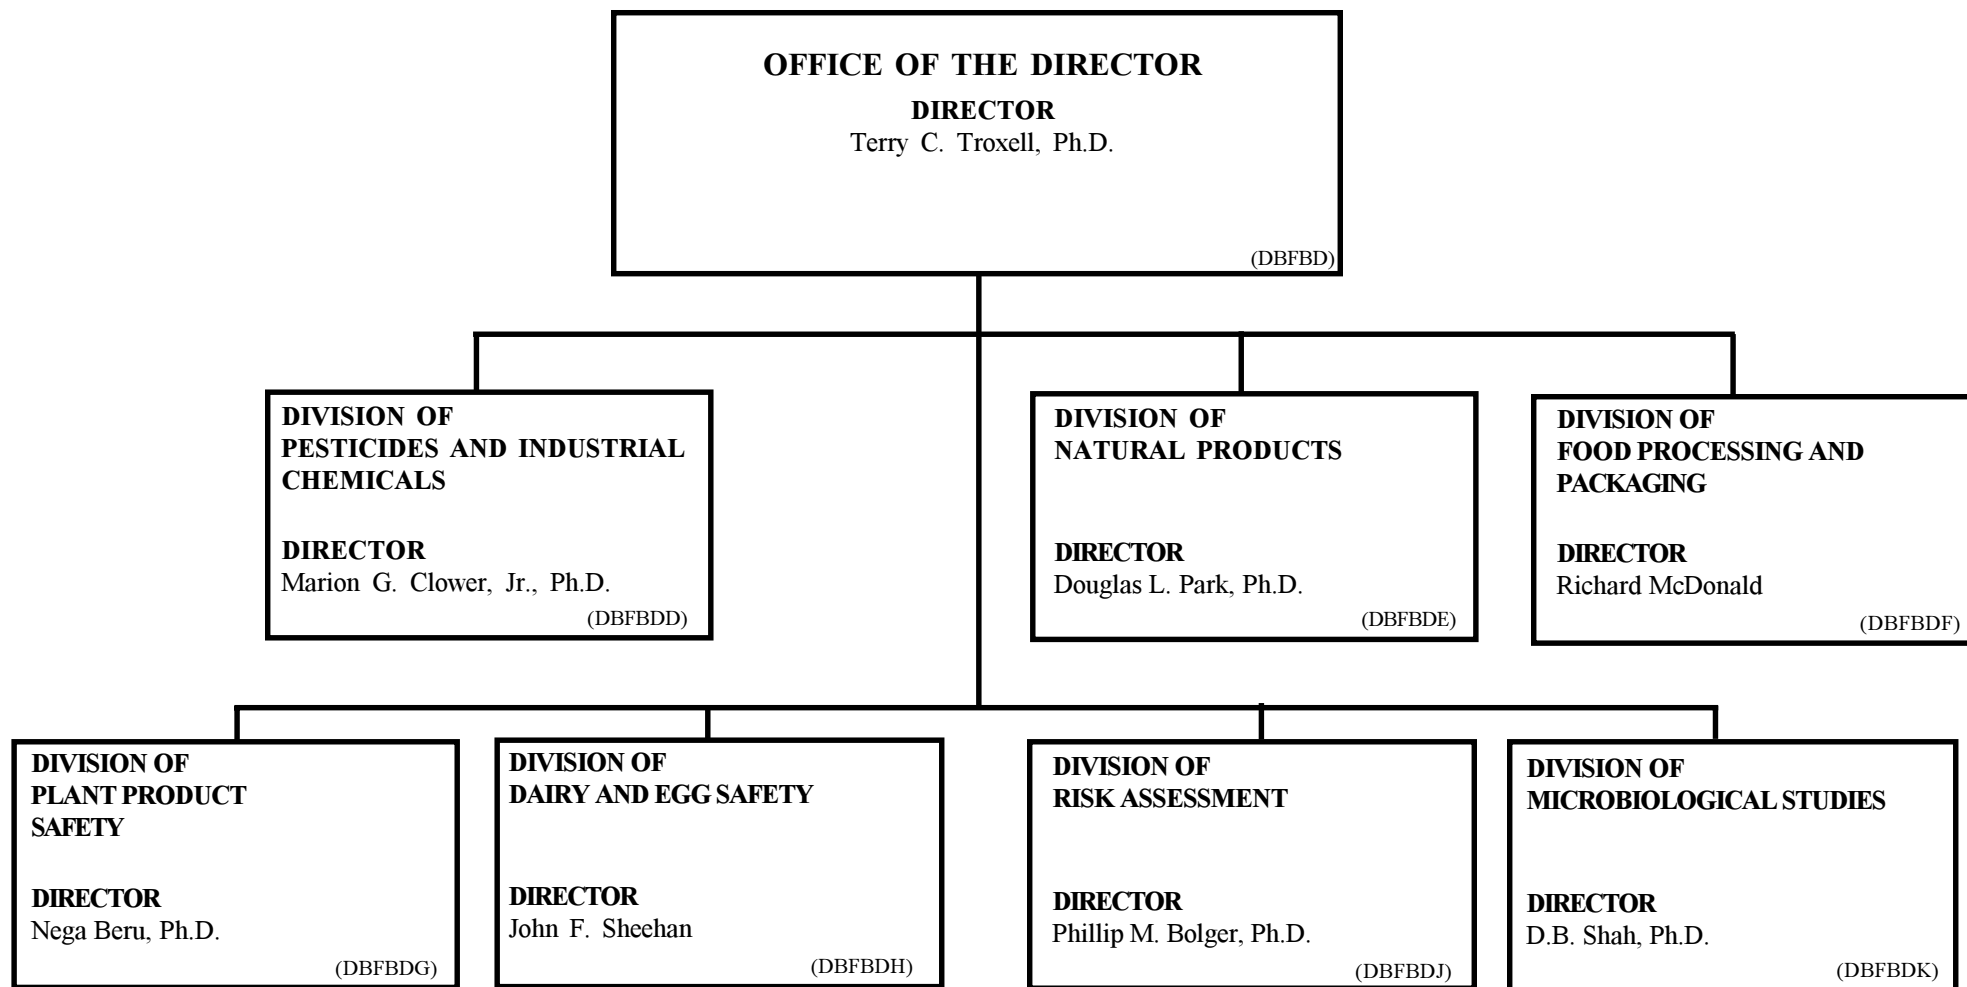 OFFICE OF THE DIRECTOR
DIRECTOR
Terry C. Troxell, Ph.D.
(DBFBD)
DIVISION OF
PESTICIDES AND INDUSTRIAL
CHEMICALS
DIRECTOR
Marion G. Clower, Jr., Ph.D.
(DBFBDD)
DIVISION OF
NATURAL PRODUCTS
DIRECTOR
Douglas L. Park, Ph.D.
(DBFBDE)
DIVISION OF
FOOD PROCESSING AND
PACKAGING
DIRECTOR
Richard McDonald
(DBFBDF)
DIVISION OF
PLANT PRODUCT
SAFETY
DIRECTOR
Nega Beru, Ph.D.
(DBFBDG)
DIVISION OF
DAIRY AND EGG SAFETY
DIRECTOR
John F. Sheehan
(DBFBDH)
DIVISION OF
RISK ASSESSMENT
DIRECTOR
Phillip M. Bolger, Ph.D.
(DBFBDJ)
DIVISION OF
MICROBIOLOGICAL STUDIES
DIRECTOR
D.B. Shah, Ph.D.
(DBFBDK)